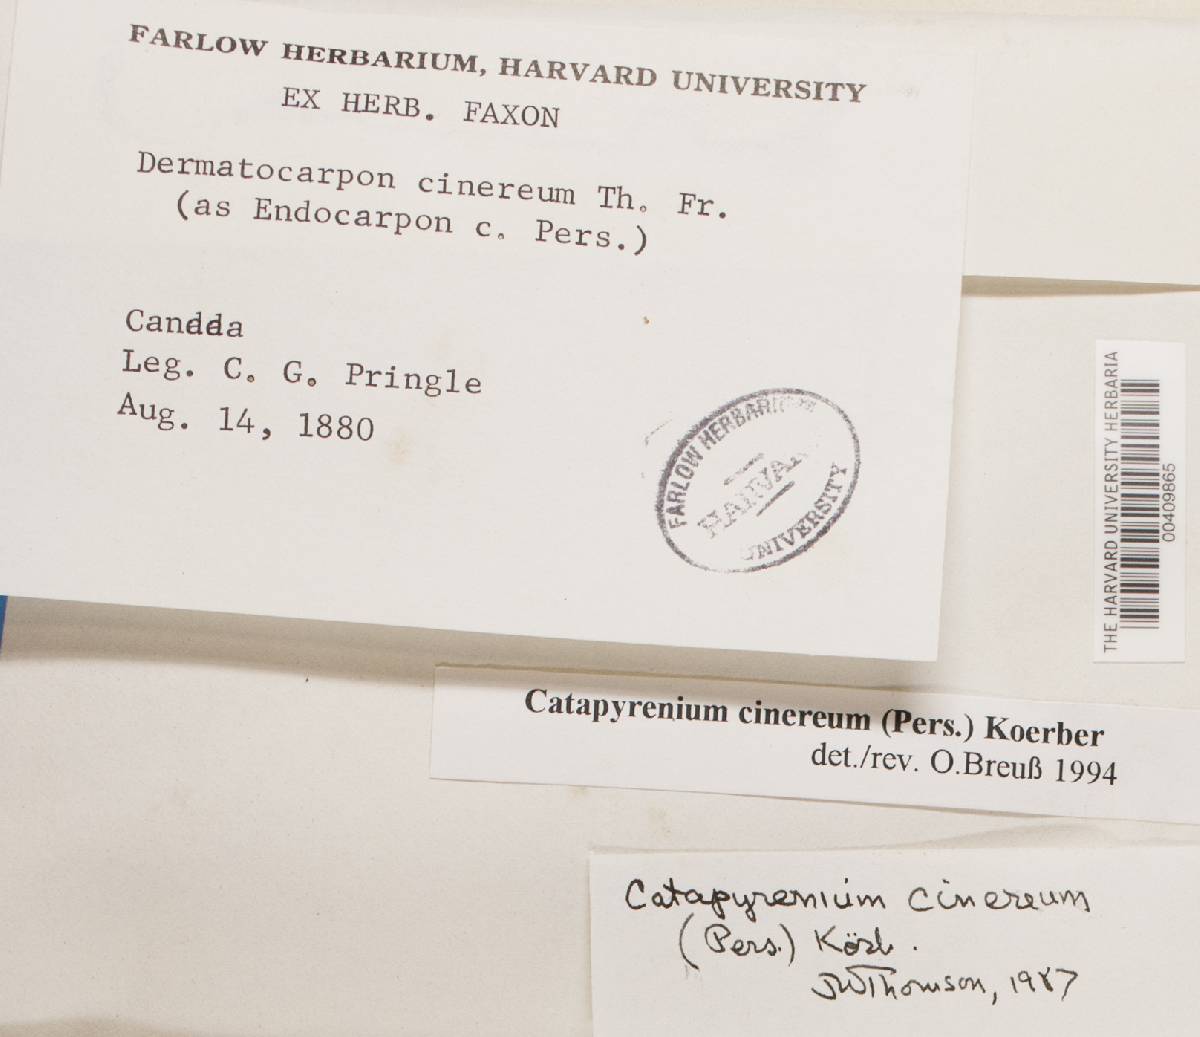 FARLOW HERBARIUM, HARVARD UNIVERSITY
EX HERB. FAXON
Dermatocarpon cinereum Th. Fr.
(as Endocarpon c. Pers.)
Candda
Leg. C. G. Pringle
Aug. 14, 1880
FARLOW HERBARIUM
HARVA
UNIVERSITY
THE HARVARD UNIVERSITY HERBARIA
00409865
Catapyrenium cinereum (Pers.) Koerber
det./rev. O.Breuß 1994
Catapyrenium cinereum
(Pers.) Körb.
JWThomson, 1987